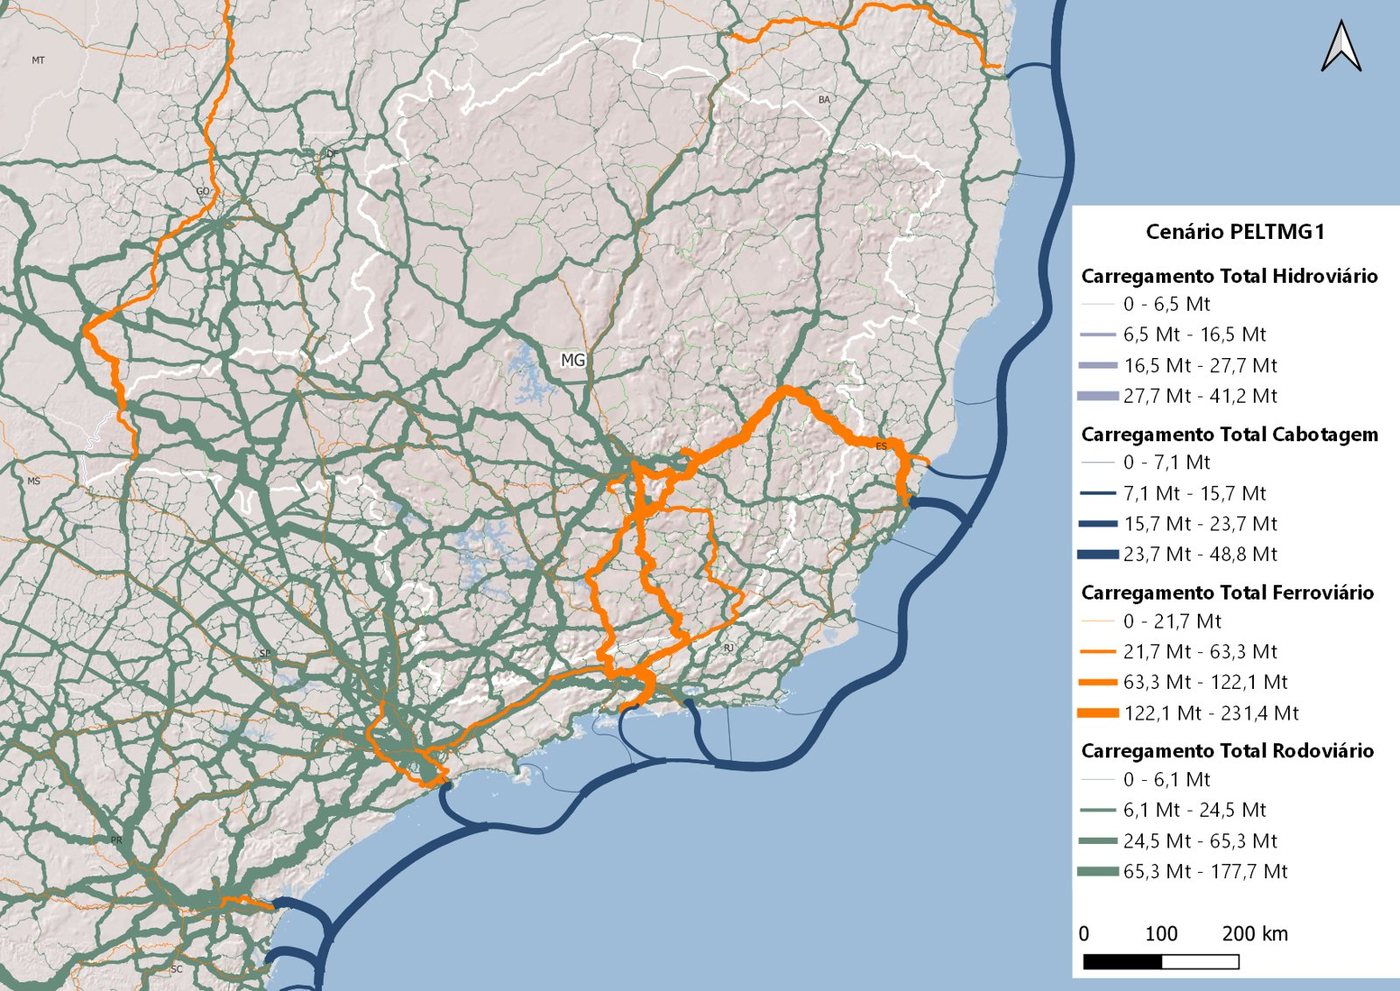 MT
BA
DF
GO
MG
MS
ES
SP
RJ
PR
SC
Cenário PELTMG1
Carregamento Total Hidroviário
0 - 6,5 Mt
6,5 Mt - 16,5 Mt
16,5 Mt - 27,7 Mt
27,7 Mt - 41,2 Mt
Carregamento Total Cabotagem
0 - 7,1 Mt
7,1 Mt - 15,7 Mt
15,7 Mt - 23,7 Mt
23,7 Mt - 48,8 Mt
Carregamento Total Ferroviário
0 - 21,7 Mt
21,7 Mt - 63,3 Mt
63,3 Mt - 122,1 Mt
122,1 Mt - 231,4 Mt
Carregamento Total Rodoviário
0 - 6,1 Mt
6,1 Mt - 24,5 Mt
24,5 Mt - 65,3 Mt
65,3 Mt - 177,7 Mt
0 100 200 km